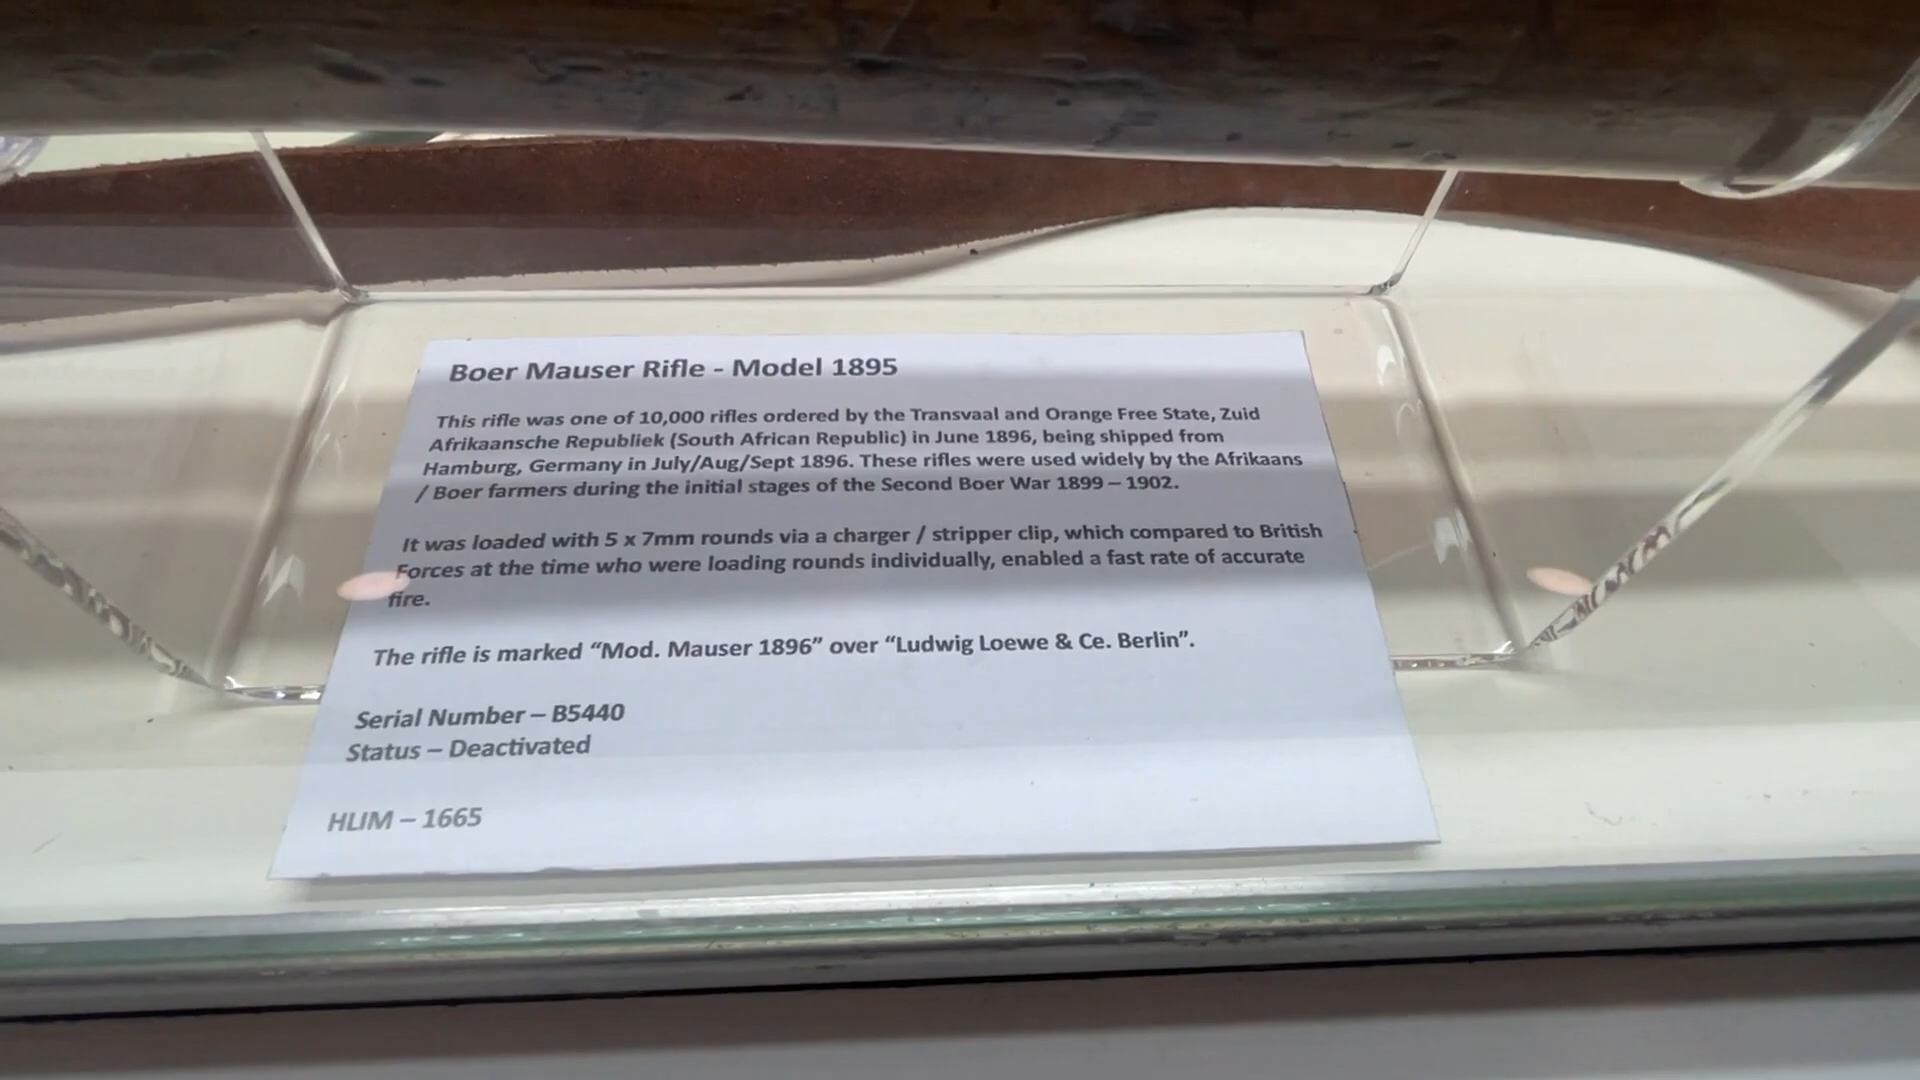 Boer Mauser Rifle - Model 1895
This rifle was one of 10,000 rifles ordered by the Transvaal and Orange Free State, Zuid
Afrikaansche Republiek (South African Republic) in June 1896, being shipped from
Hamburg, Germany in July/Aug/Sept 1896. These rifles were used widely by the Afrikaans
/ Boer farmers during the initial stages of the Second Boer War 1899 – 1902.
It was loaded with 5 x 7mm rounds via a charger / stripper clip, which compared to British
Forces at the time who were loading rounds individually, enabled a fast rate of accurate
fire.
The rifle is marked “Mod. Mauser 1896” over “Ludwig Loewe & Ce. Berlin”.
Serial Number – B5440
Status – Deactivated
HLIM – 1665